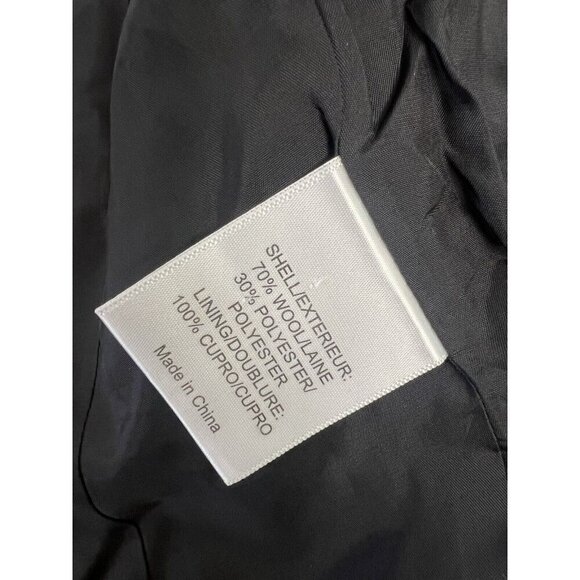 SHELL/EXTERIEUR:
70% WOOL/LAINE
30% POLYESTER/
POLYESTER
LINING/DOUBLURE:
100% CUPRO/CUPRO
Made in China